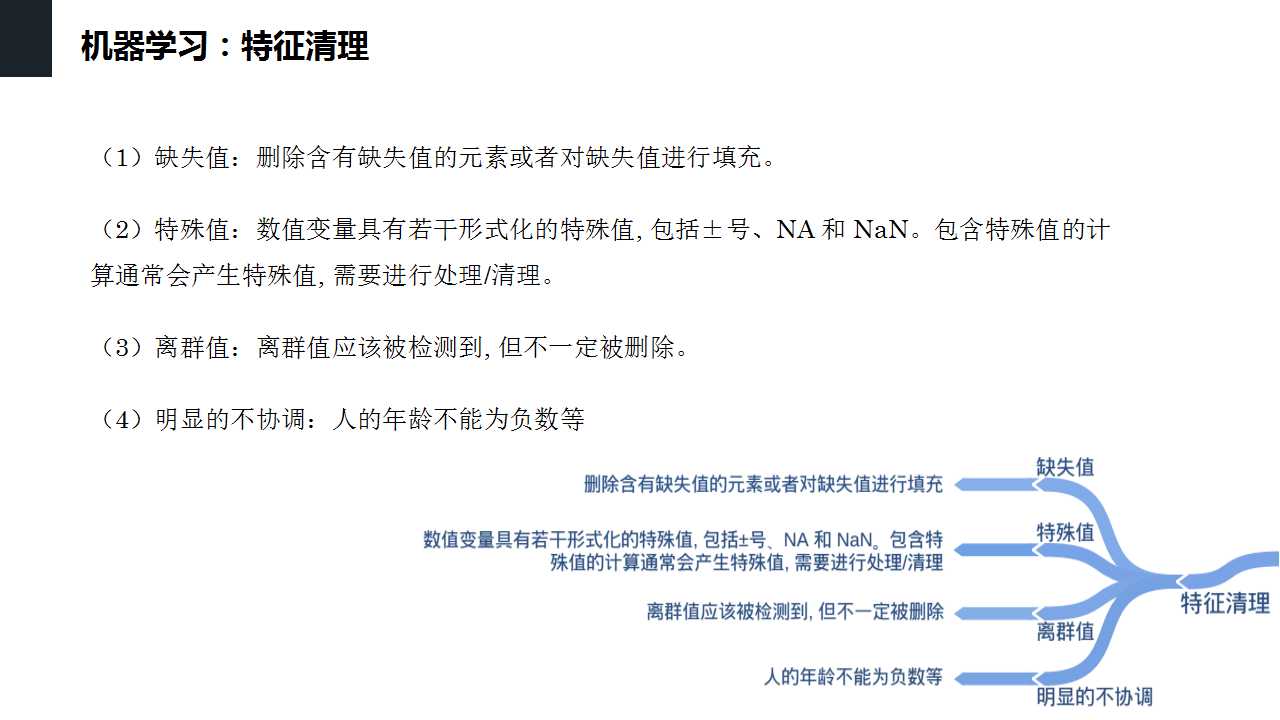 机器学习：特征清理
（1）缺失值：删除含有缺失值的元素或者对缺失值进行填充。
（2）特殊值：数值变量具有若干形式化的特殊值, 包括±号、NA 和 NaN。包含特殊值的计
算通常会产生特殊值, 需要进行处理/清理。
（3）离群值：离群值应该被检测到, 但不一定被删除。
（4）明显的不协调：人的年龄不能为负数等
缺失值
删除含有缺失值的元素或者对缺失值进行填充
特殊值
数值变量具有若干形式化的特殊值, 包括±号、NA 和 NaN。包含特
殊值的计算通常会产生特殊值, 需要进行处理/清理
特征清理
离群值应该被检测到, 但不一定被删除
离群值
人的年龄不能为负数等
明显的不协调